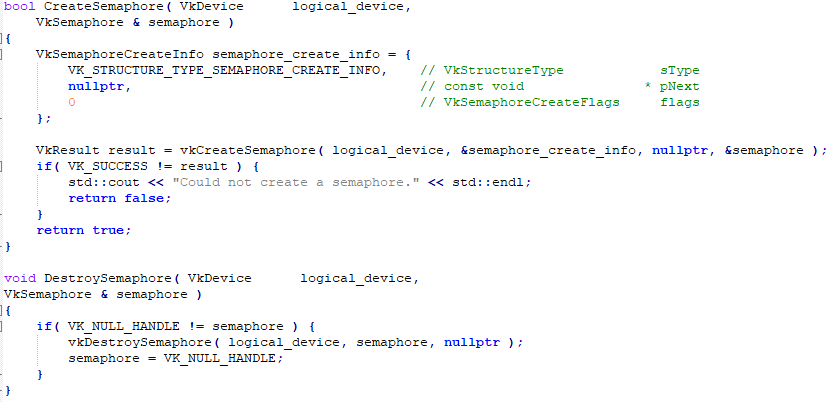 bool CreateSemaphore( VkDevice      logical_device,
    VkSemaphore & semaphore )
{
    VkSemaphoreCreateInfo semaphore_create_info = {
        VK_STRUCTURE_TYPE_SEMAPHORE_CREATE_INFO,    // VkStructureType            sType
        nullptr,                                    // const void               * pNext
        0                                           // VkSemaphoreCreateFlags     flags
    };

    VkResult result = vkCreateSemaphore( logical_device, &semaphore_create_info, nullptr, &semaphore );
    if( VK_SUCCESS != result ) {
        std::cout << "Could not create a semaphore." << std::endl;
        return false;
    }
    return true;
}

void DestroySemaphore( VkDevice      logical_device,
VkSemaphore & semaphore )
{
    if( VK_NULL_HANDLE != semaphore ) {
        vkDestroySemaphore( logical_device, semaphore, nullptr );
        semaphore = VK_NULL_HANDLE;
    }
}